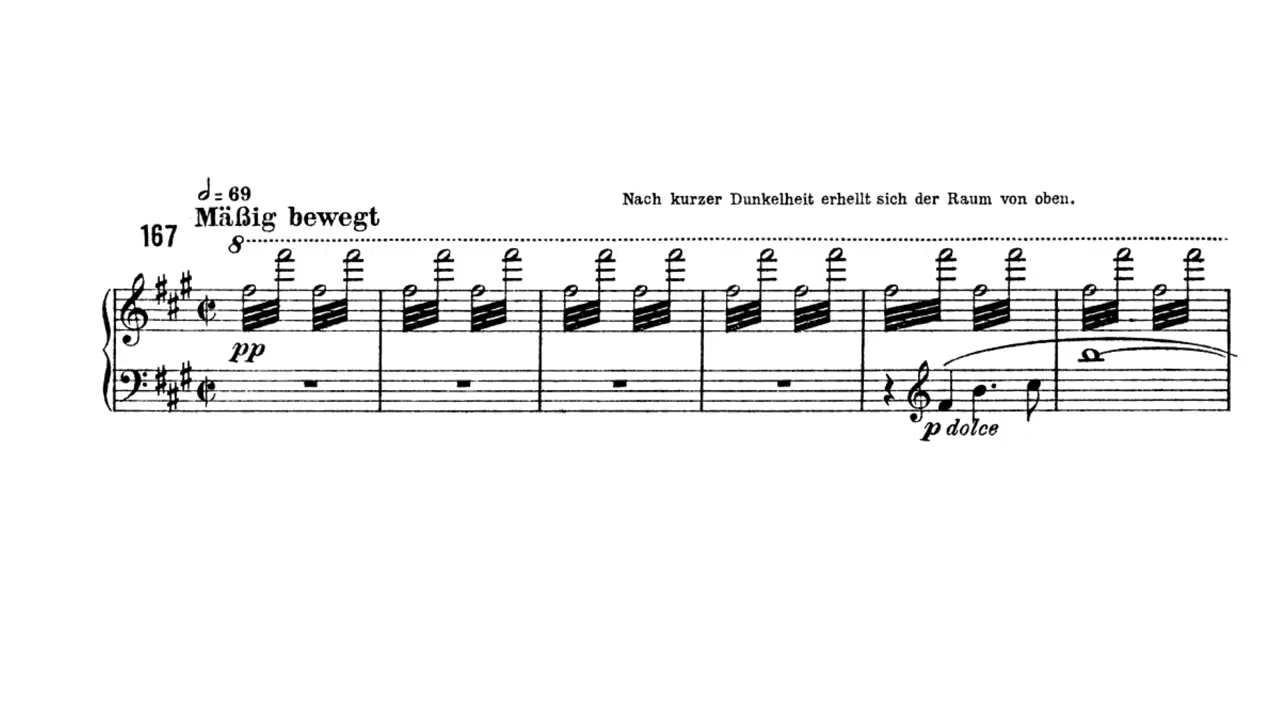 𝅗𝅥 = 69
Nach kurzer Dunkelheit erhellt sich der Raum von oben.
Mäßig bewegt
167
8
pp
p dolce